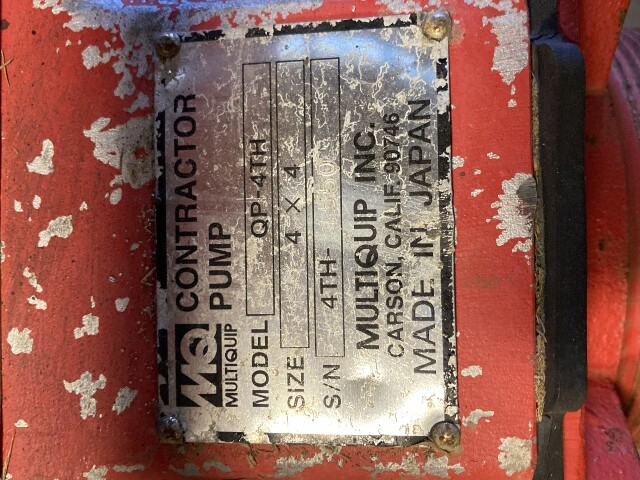 MQ CONTRACTOR
MULTIQUIP PUMP
MODEL QP-4TH
SIZE 4 X 4
S/N 4TH-
MULTIQUIP INC.
CARSON, CALIF. 90746
MADE IN JAPAN